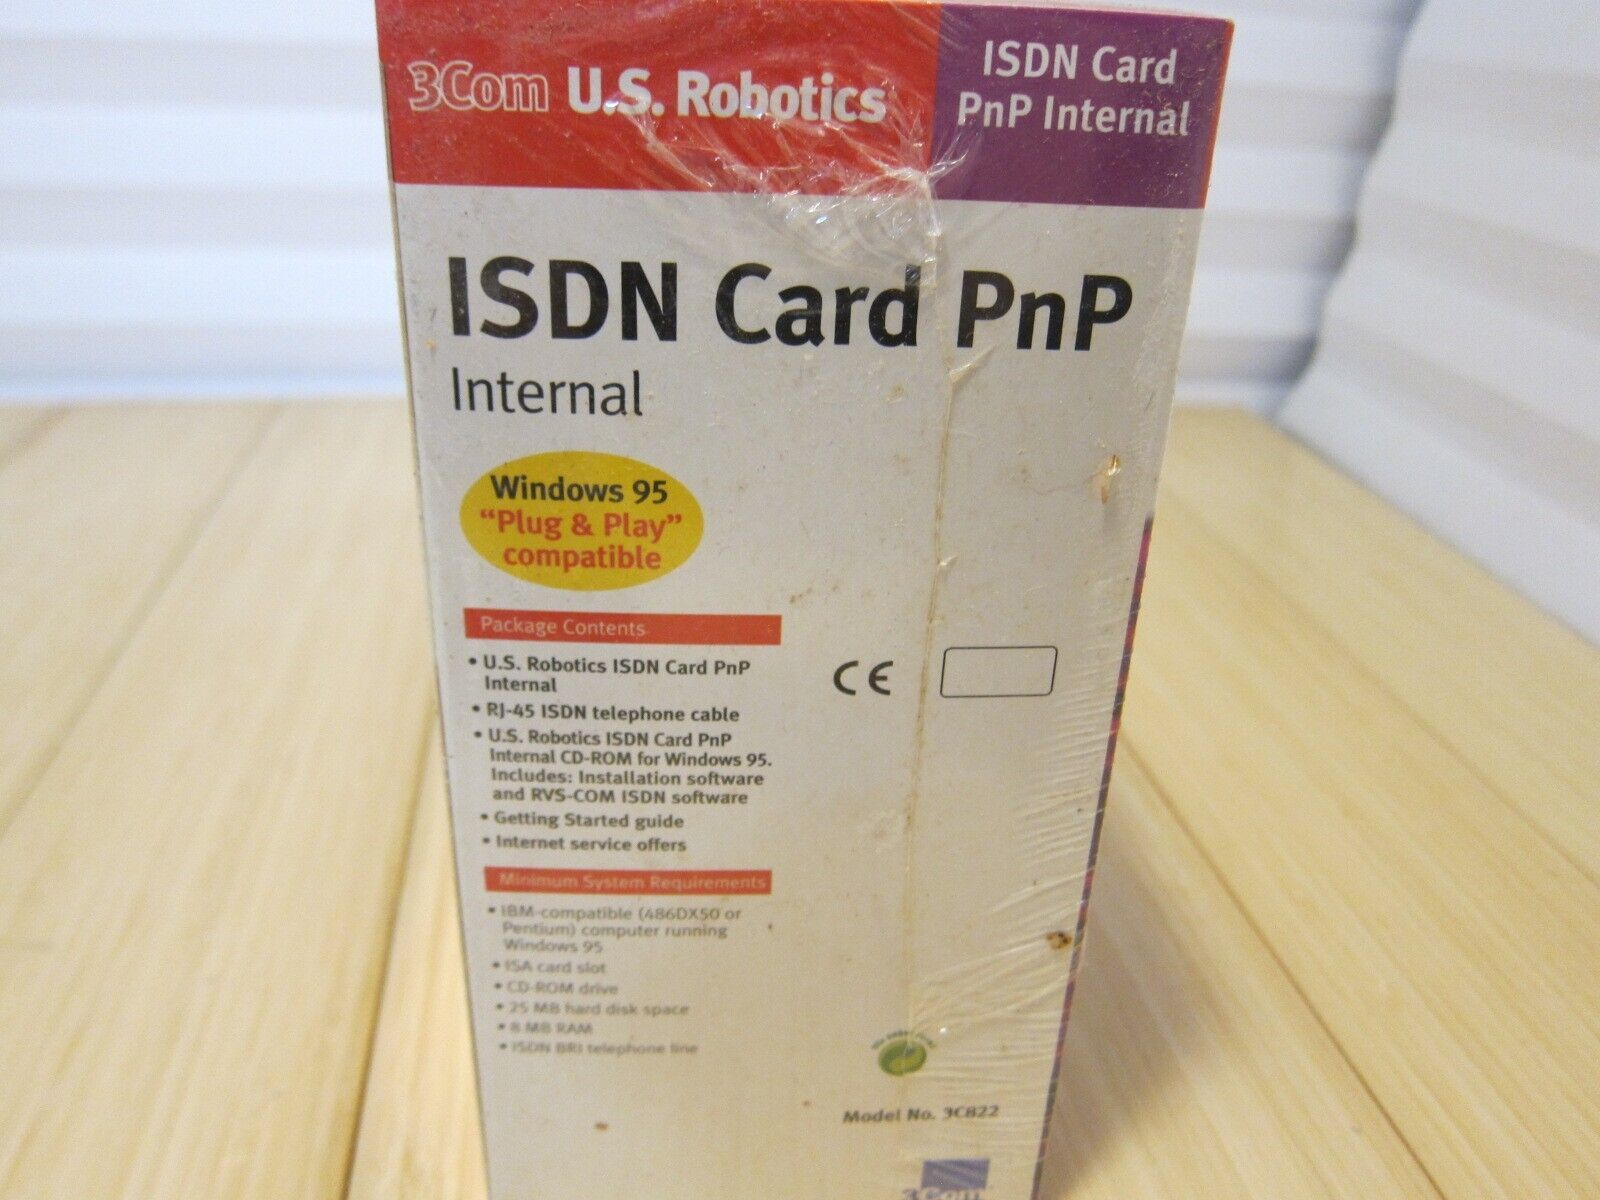 3Com U.S. Robotics
ISDN Card
PnP Internal
ISDN Card PnP
Internal
Windows 95
"Plug & Play"
compatible
Package Contents
• U.S. Robotics ISDN Card PnP
Internal
• RJ-45 ISDN telephone cable
• U.S. Robotics ISDN Card PnP
Internal CD-ROM for Windows 95.
Includes: Installation software
and RVS-COM ISDN software
• Getting Started guide
• Internet service offers
CE
Minimum System Requirements
• IBM-compatible (486DX50 or
Pentium) computer running
Windows 95
• ISA card slot
• CD-ROM drive
• 25 MB hard disk space
• 8 MB RAM
• ISDN BRI telephone line
Model No. 3C822
3Com